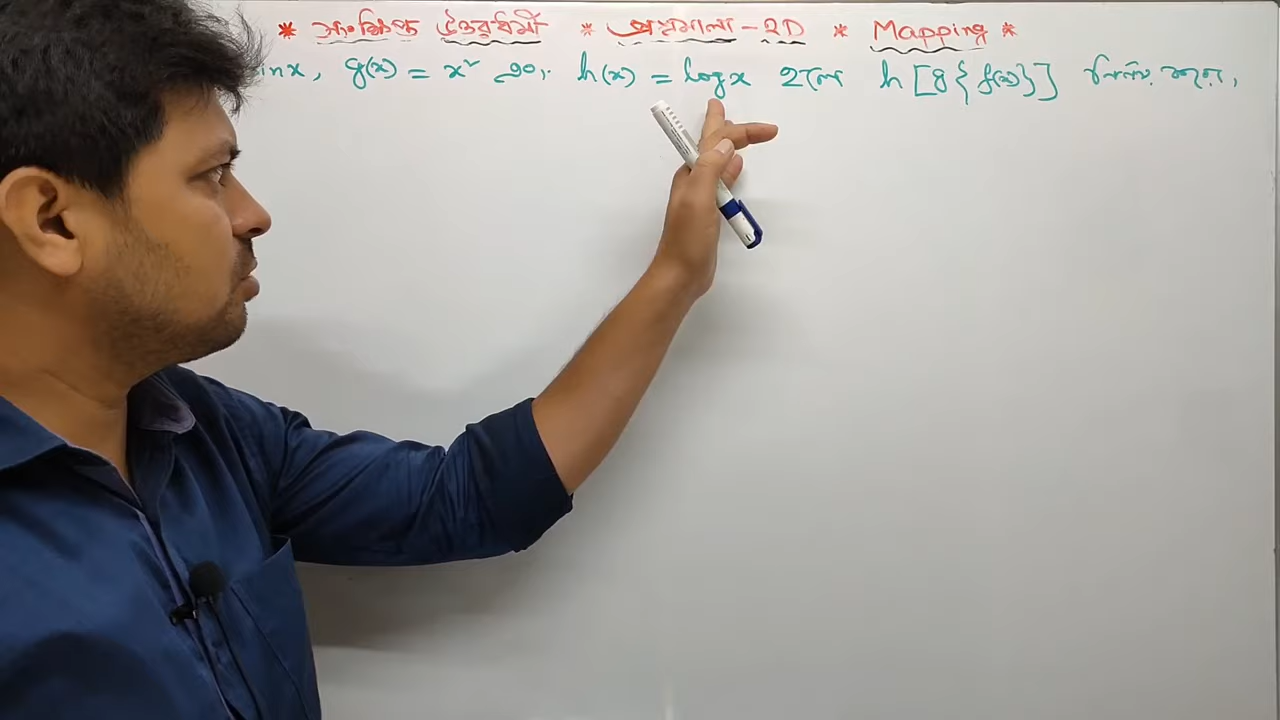 * সংক্ষিপ্ত উত্তরধর্মী * প্রশ্নমালা - 2D * Mapping *
inx, g(x) = x² এবং h(x) = logx হলে h[g{f(x)}] নির্ণয় কর,